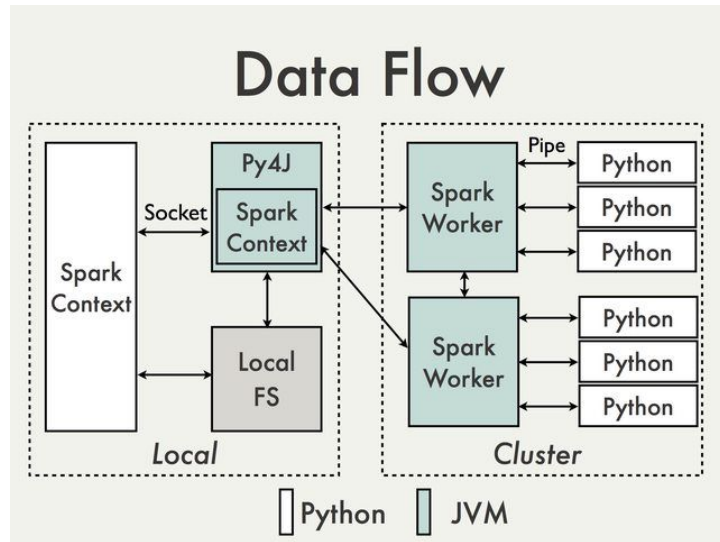 Data Flow
Spark
Context
Socket
Py4J
Spark
Context
Local
FS
Local
Spark
Worker
Pipe
Python
Python
Python
Spark
Worker
Python
Python
Python
Cluster
Python
JVM